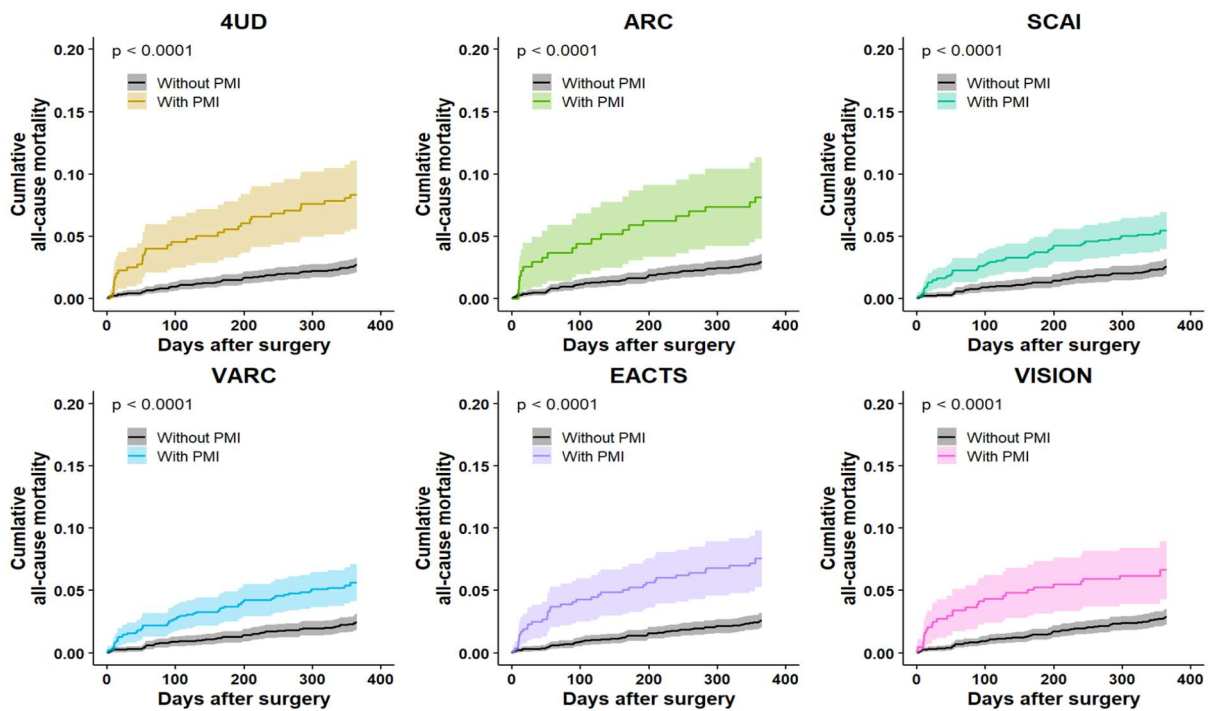 4UD
ARC
SCAI
p < 0.0001
p < 0.0001
p < 0.0001
Without PMI
With PMI
Without PMI
With PMI
Without PMI
With PMI
Cumlative
all-cause mortality
0.20
0.15
0.10
0.05
0.00
Cumlative
all-cause mortality
0.20
0.15
0.10
0.05
0.00
Cumlative
all-cause mortality
0.20
0.15
0.10
0.05
0.00
0 100 200 300 400
0 100 200 300 400
0 100 200 300 400
Days after surgery
Days after surgery
Days after surgery
VARC
EACTS
VISION
p < 0.0001
p < 0.0001
p < 0.0001
Without PMI
With PMI
Without PMI
With PMI
Without PMI
With PMI
Cumlative
all-cause mortality
0.20
0.15
0.10
0.05
0.00
Cumlative
all-cause mortality
0.20
0.15
0.10
0.05
0.00
Cumlative
all-cause mortality
0.20
0.15
0.10
0.05
0.00
0 100 200 300 400
0 100 200 300 400
0 100 200 300 400
Days after surgery
Days after surgery
Days after surgery